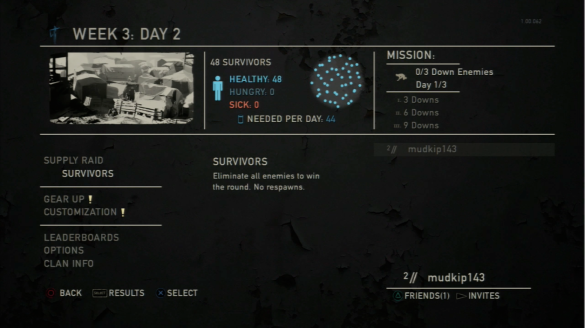 WEEK 3: DAY 2
48 SURVIVORS
HEALTHY: 48
HUNGRY: 0
SICK: 0
NEEDED PER DAY: 44
MISSION:
0/3 Down Enemies
Day 1/3
I. 3 Downs
II. 6 Downs
III. 9 Downs
2// mudkip143
SUPPLY RAID
SURVIVORS
GEAR UP !
CUSTOMIZATION !
LEADERBOARDS
OPTIONS
CLAN INFO
SURVIVORS
Eliminate all enemies to win
the round. No respawns.
2// mudkip143
FRIENDS(1) INVITES
BACK RESULTS SELECT